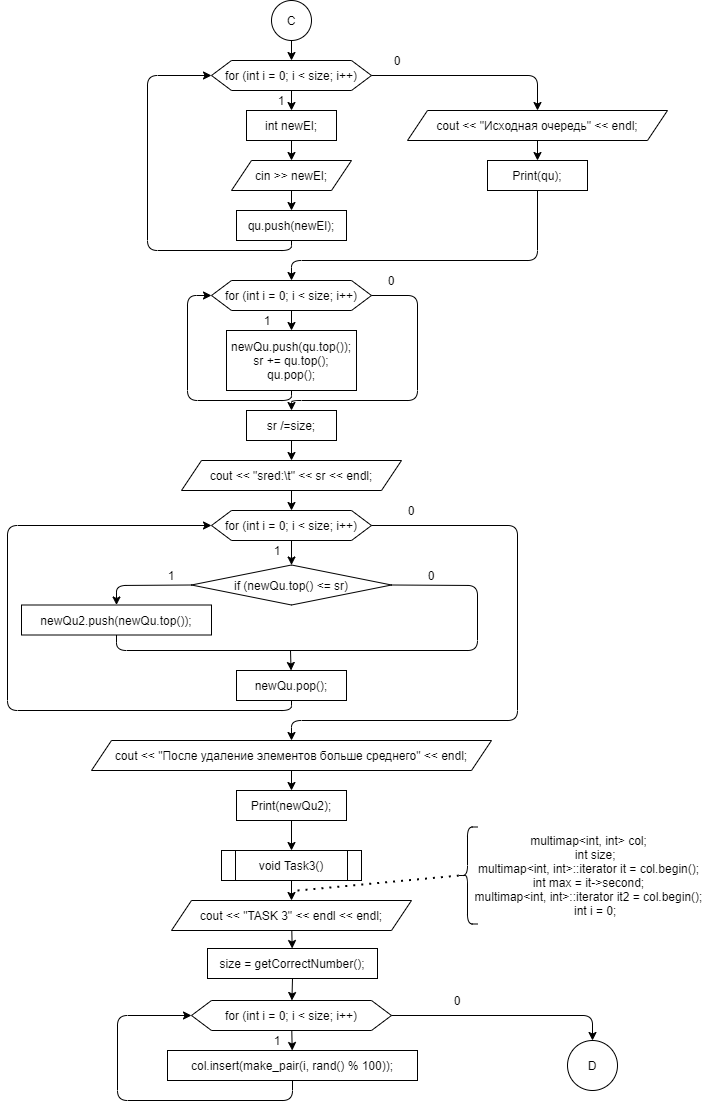 C
for (int i = 0; i < size; i++)
0
1
int newEl;
cout << "Исходная очередь" << endl;
cin >> newEl;
Print(qu);
qu.push(newEl);
for (int i = 0; i < size; i++)
0
1
newQu.push(qu.top());
sr += qu.top();
qu.pop();
sr /=size;
cout << "sred:\t" << sr << endl;
for (int i = 0; i < size; i++)
0
1
if (newQu.top() <= sr)
1
0
newQu2.push(newQu.top());
newQu.pop();
cout << "После удаление элементов больше среднего" << endl;
Print(newQu2);
void Task3()
multimap<int, int> col;
int size;
multimap<int, int>::iterator it = col.begin();
int max = it->second;
multimap<int, int>::iterator it2 = col.begin();
int i = 0;
cout << "TASK 3" << endl << endl;
size = getCorrectNumber();
for (int i = 0; i < size; i++)
0
1
col.insert(make_pair(i, rand() % 100));
D